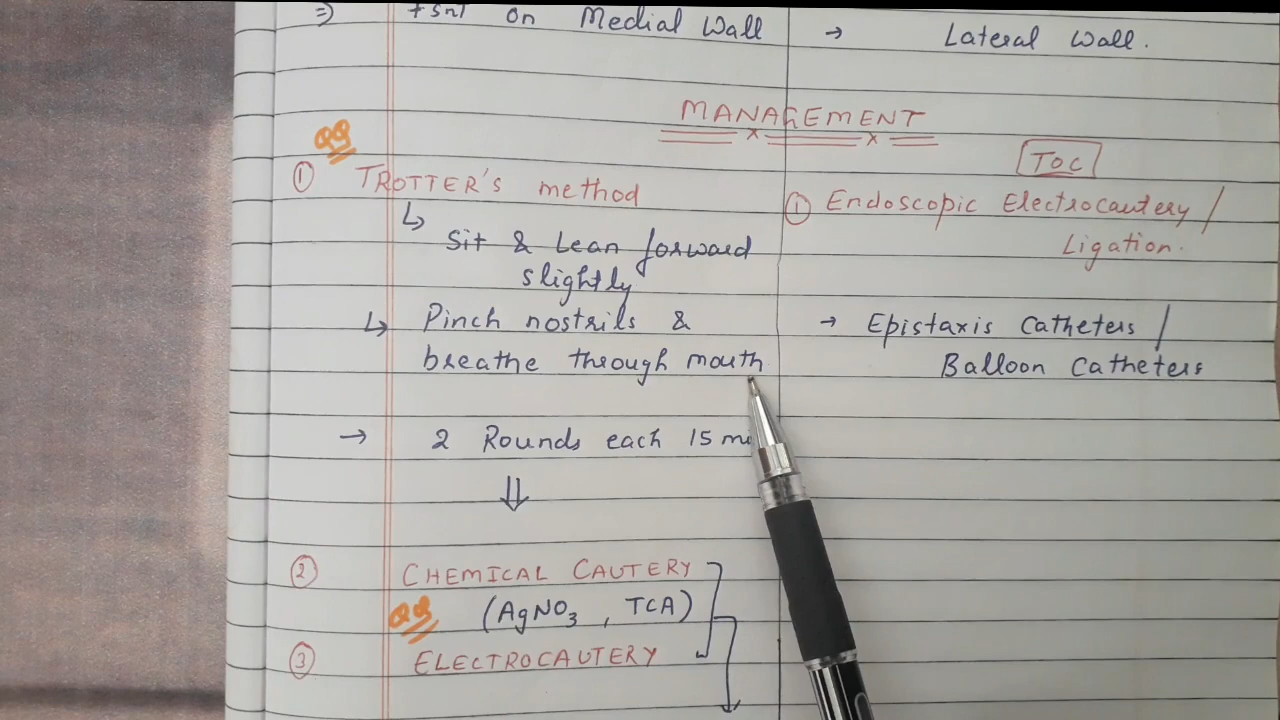 ⇒ on Medial Wall → Lateral Wall.
MANAGEMENT
TOC
① TROTTER'S method
① Endoscopic Electrocautery /
Ligation.
↳ Sit & Lean forward
slightly
↳ Pinch nostrils &
breathe through mouth
→ Epistaxis Catheters /
Balloon Catheters
→ 2 Rounds each 15 mi
⇓
② CHEMICAL CAUTERY
(AgNO₃ , TCA)
③ ELECTROCAUTERY